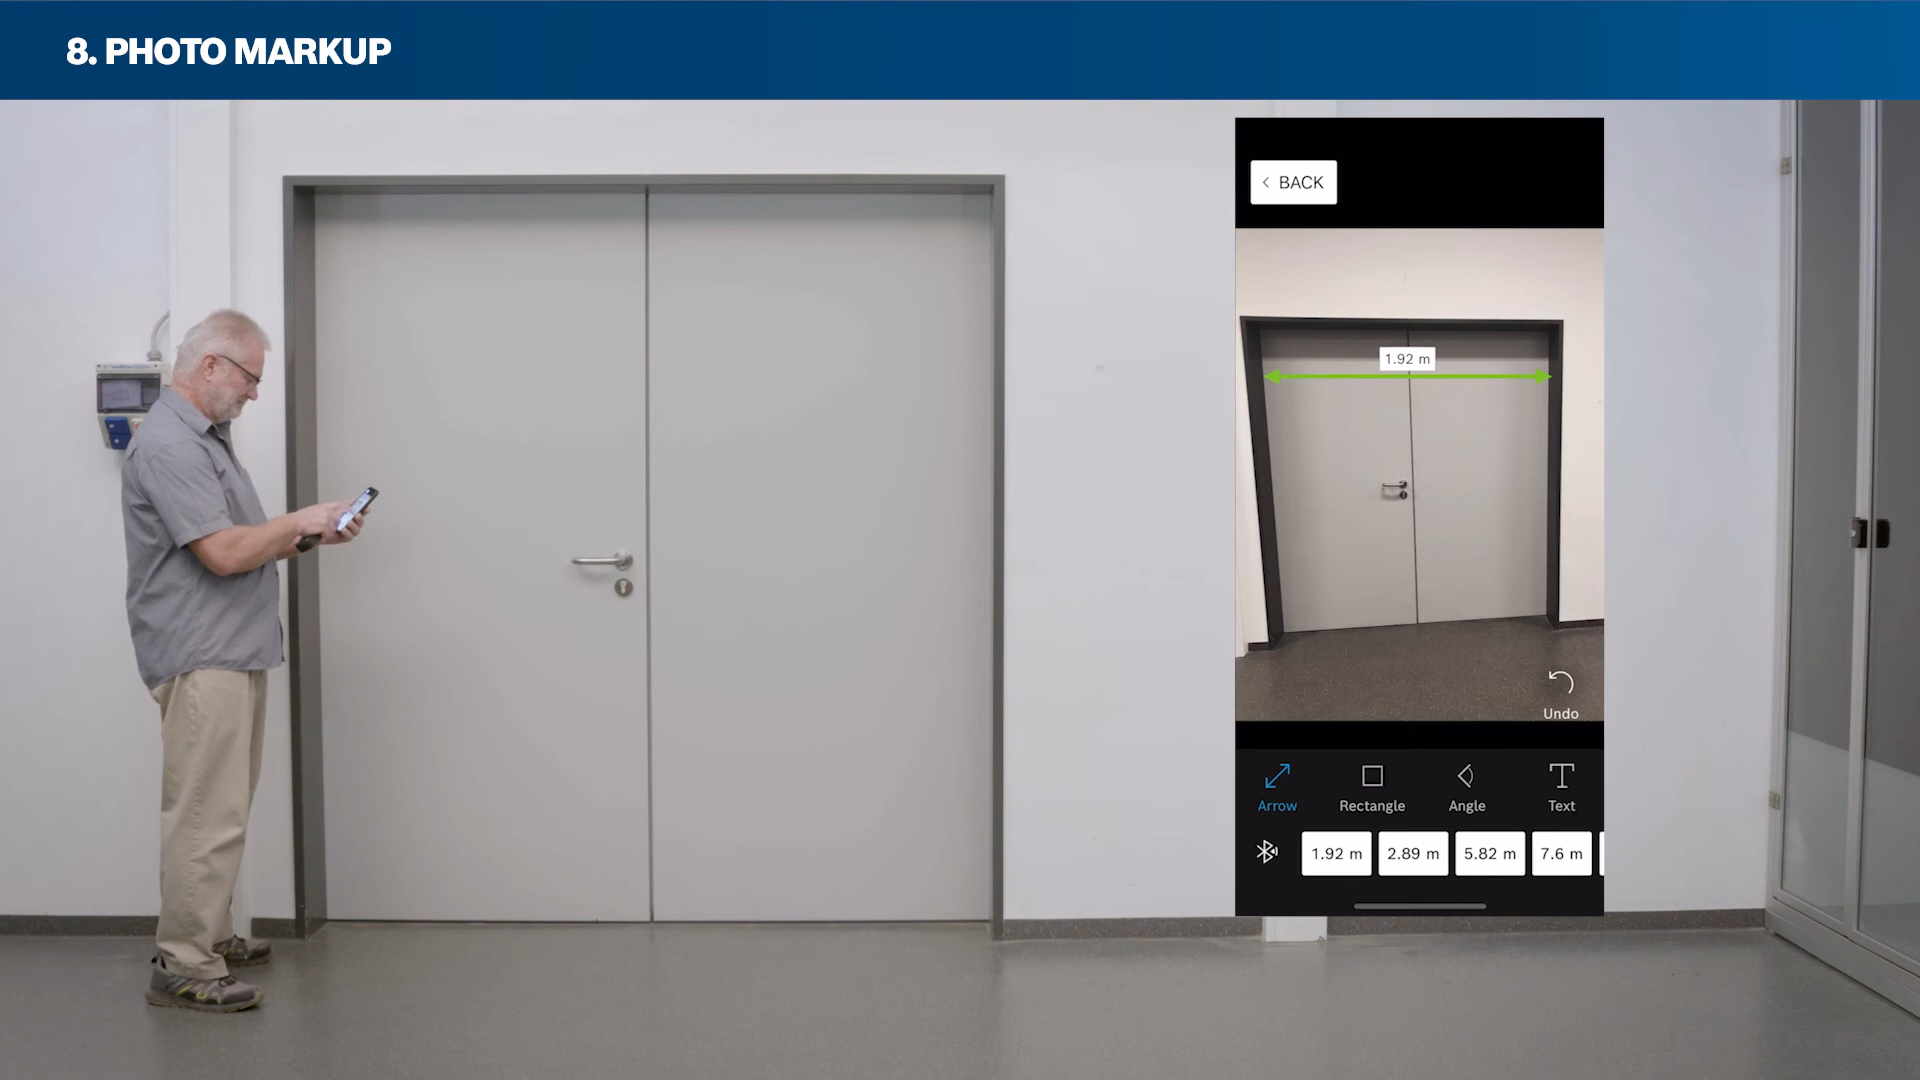 8. PHOTO MARKUP
BACK
1.92 m
Undo
Arrow
Rectangle
Angle
Text
1.92 m
2.89 m
5.82 m
7.6 m